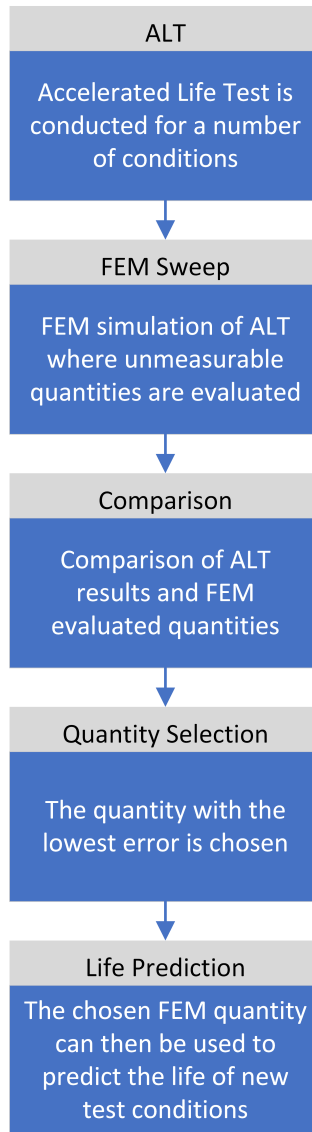 ALT
Accelerated Life Test is
conducted for a number
of conditions
FEM Sweep
FEM simulation of ALT
where unmeasurable
quantities are evaluated
Comparison
Comparison of ALT
results and FEM
evaluated quantities
Quantity Selection
The quantity with the
lowest error is chosen
Life Prediction
The chosen FEM quantity
can then be used to
predict the life of new
test conditions